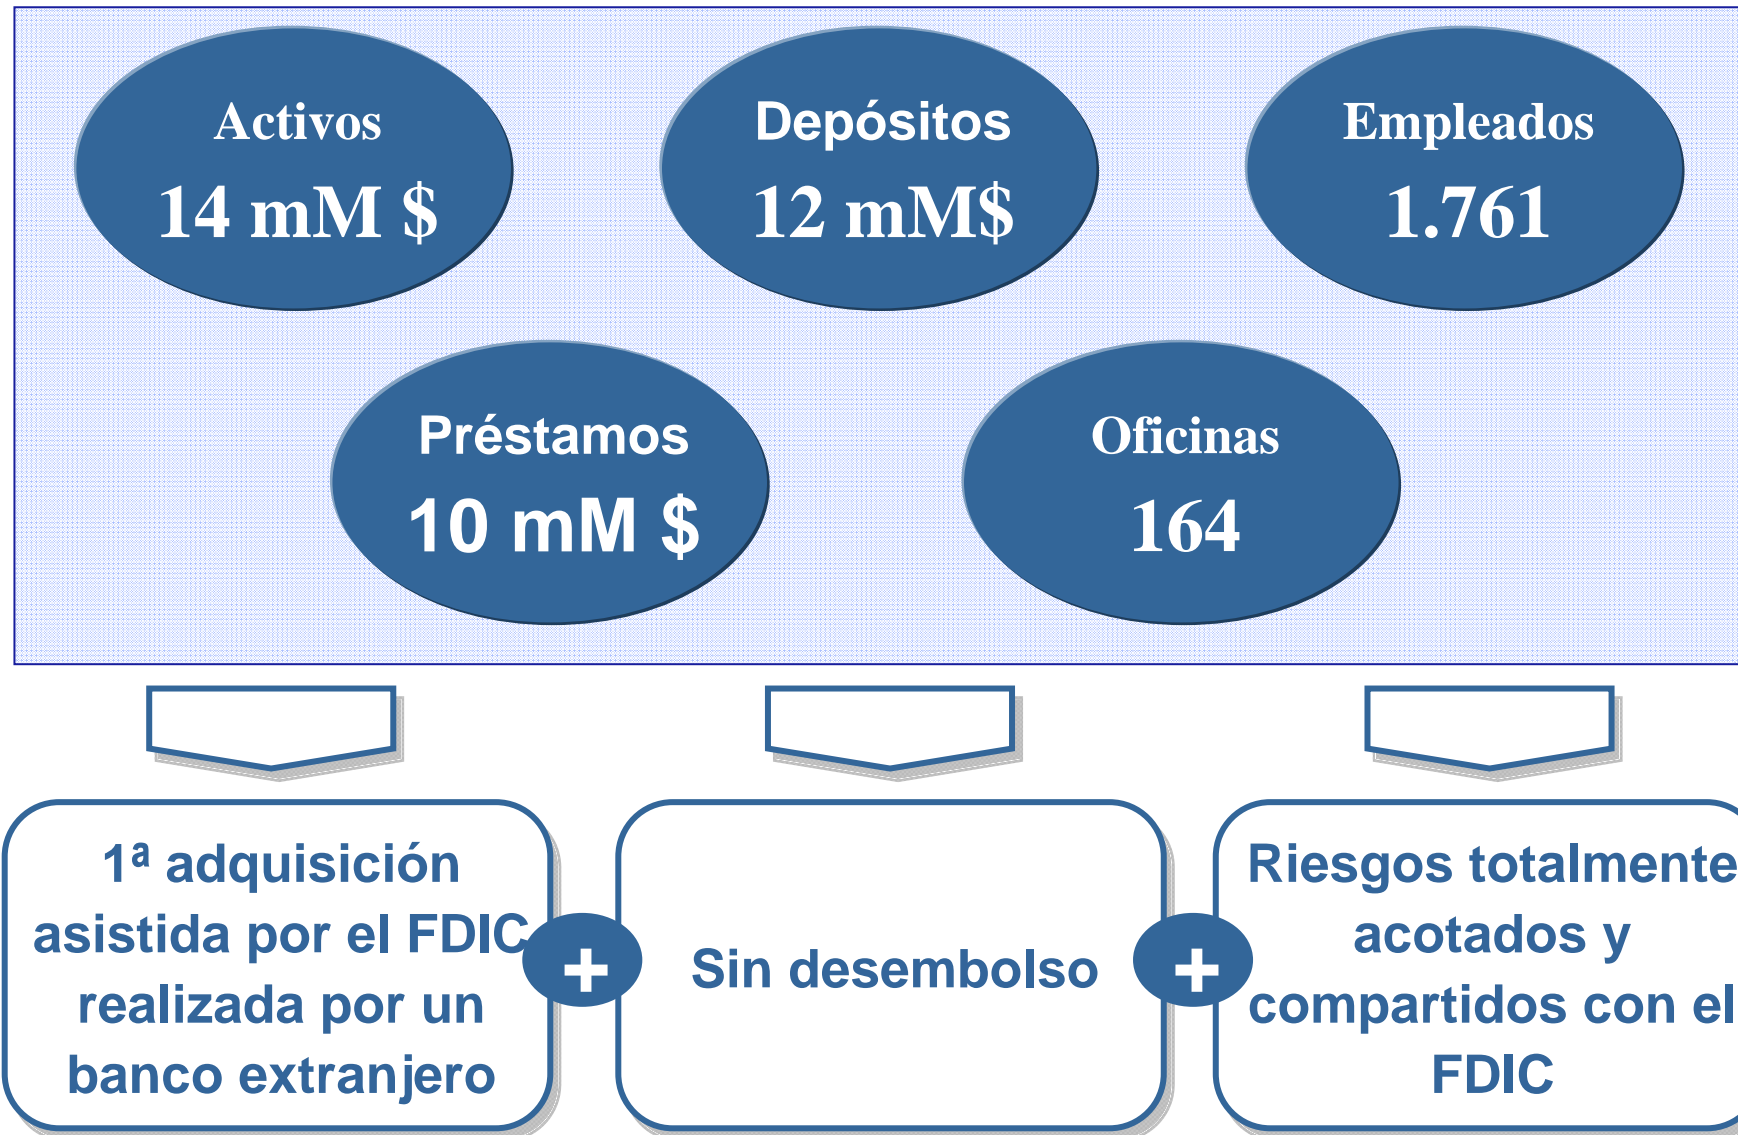 Activos
14 mM $
Depósitos
12 mM$
Empleados
1.761
Préstamos
10 mM $
Oficinas
164
1ª adquisición
asistida por el FDIC
realizada por un
banco extranjero
+
Sin desembolso
+
Riesgos totalmente
acotados y
compartidos con el
FDIC